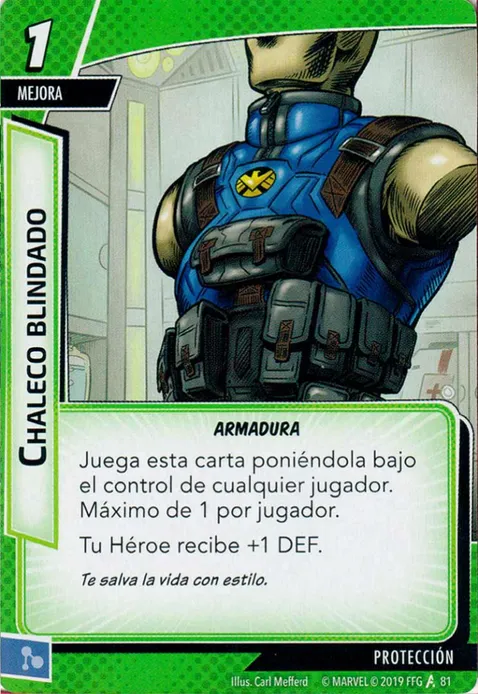 1
MEJORA
CHALECO BLINDADO
ARMADURA
Juega esta carta poniéndola bajo
el control de cualquier jugador.
Máximo de 1 por jugador.
Tu Héroe recibe +1 DEF.
Te salva la vida con estilo.
PROTECCIÓN
Illus. Carl Mefferd © MARVEL © 2019 FFG 81